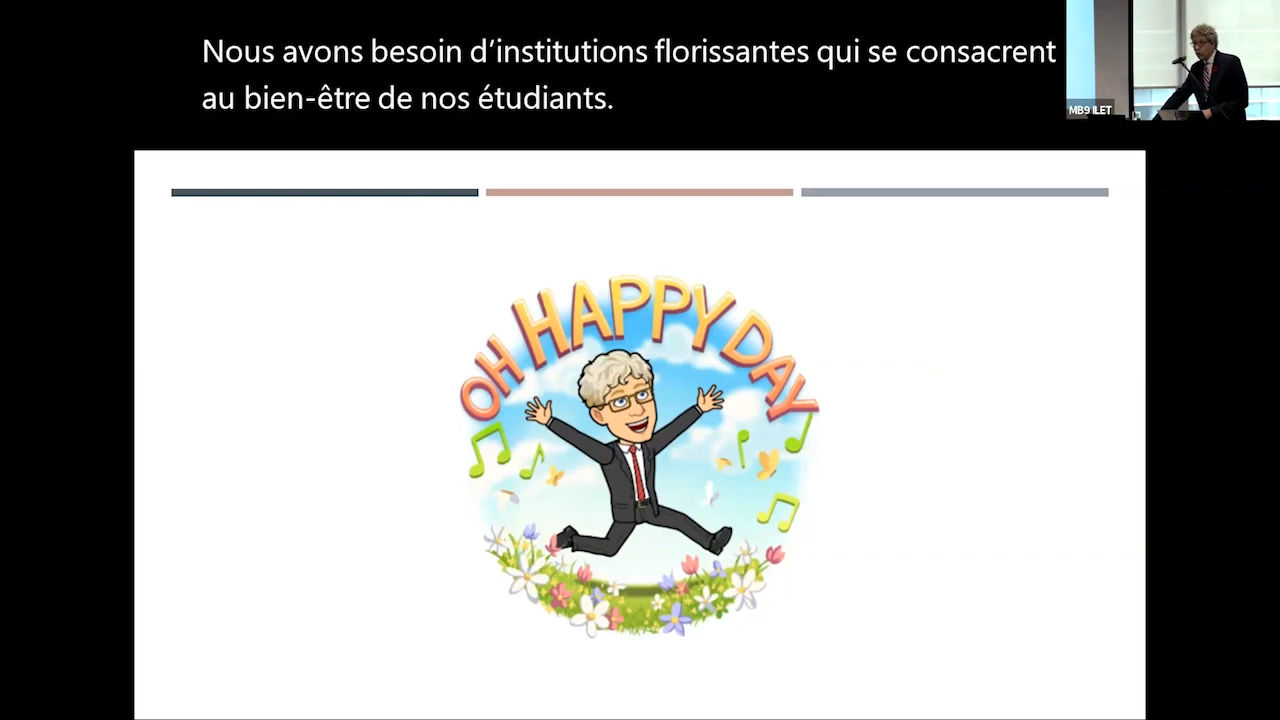 Nous avons besoin d’institutions florissantes qui se consacrent
au bien-être de nos étudiants.
MB9 ILET
OH HAPPY DAY